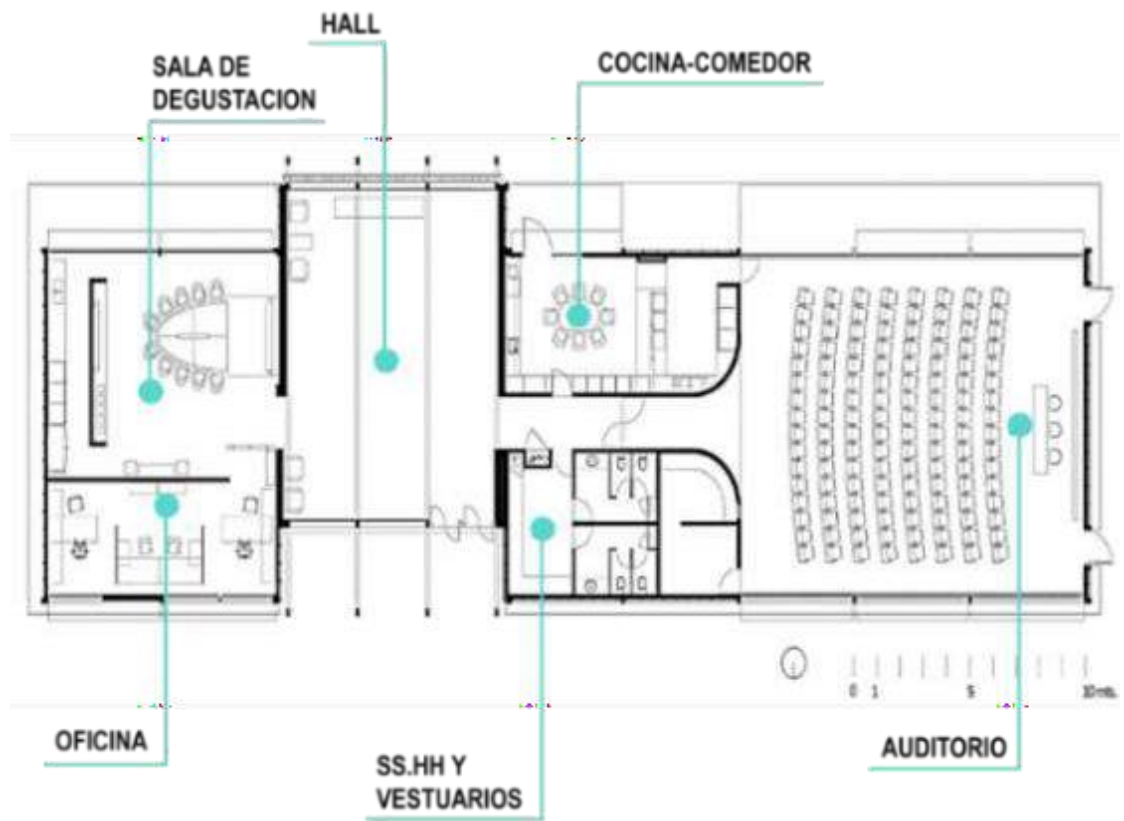 HALL
SALA DE
DEGUSTACION
COCINA-COMEDOR
0 1 5 10 mts.
OFICINA
SS.HH Y
VESTUARIOS
AUDITORIO